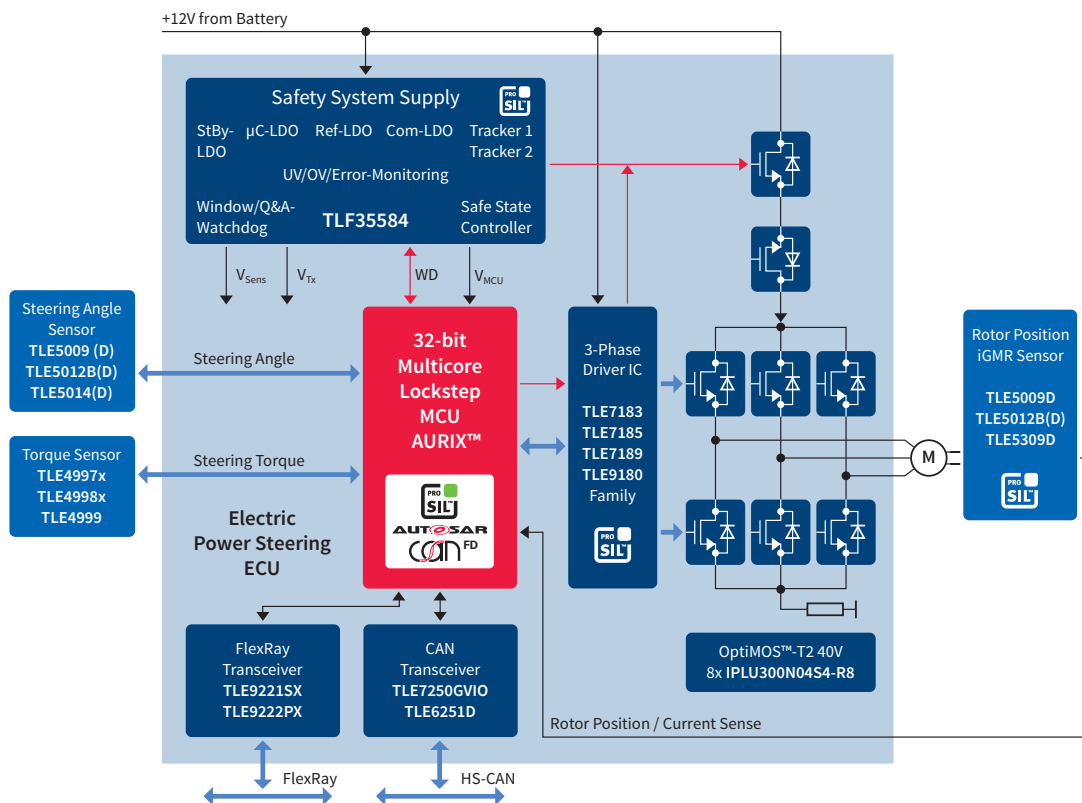 +12V from Battery
Safety System Supply
PRO
SIL™
StBy-
LDO
µC-LDO
Ref-LDO
Com-LDO
Tracker 1
Tracker 2
UV/OV/Error-Monitoring
Window/Q&A-
Watchdog
TLF35584
Safe State
Controller
VSens
VTx
WD
VMCU
Steering Angle
Sensor
TLE5009 (D)
TLE5012B(D)
TLE5014(D)
Steering Angle
32-bit
Multicore
Lockstep
MCU
AURIX™
PRO
SIL™
AUTOSAR
CAN FD
3-Phase
Driver IC
TLE7183
TLE7185
TLE7189
TLE9180
Family
PRO
SIL™
Rotor Position
iGMR Sensor
TLE5009D
TLE5012B(D)
TLE5309D
PRO
SIL™
M
Torque Sensor
TLE4997x
TLE4998x
TLE4999
Steering Torque
Electric
Power Steering
ECU
FlexRay
Transceiver
TLE9221SX
TLE9222PX
CAN
Transceiver
TLE7250GVIO
TLE6251D
OptiMOS™-T2 40V
8x IPLU300N04S4-R8
Rotor Position / Current Sense
FlexRay
HS-CAN